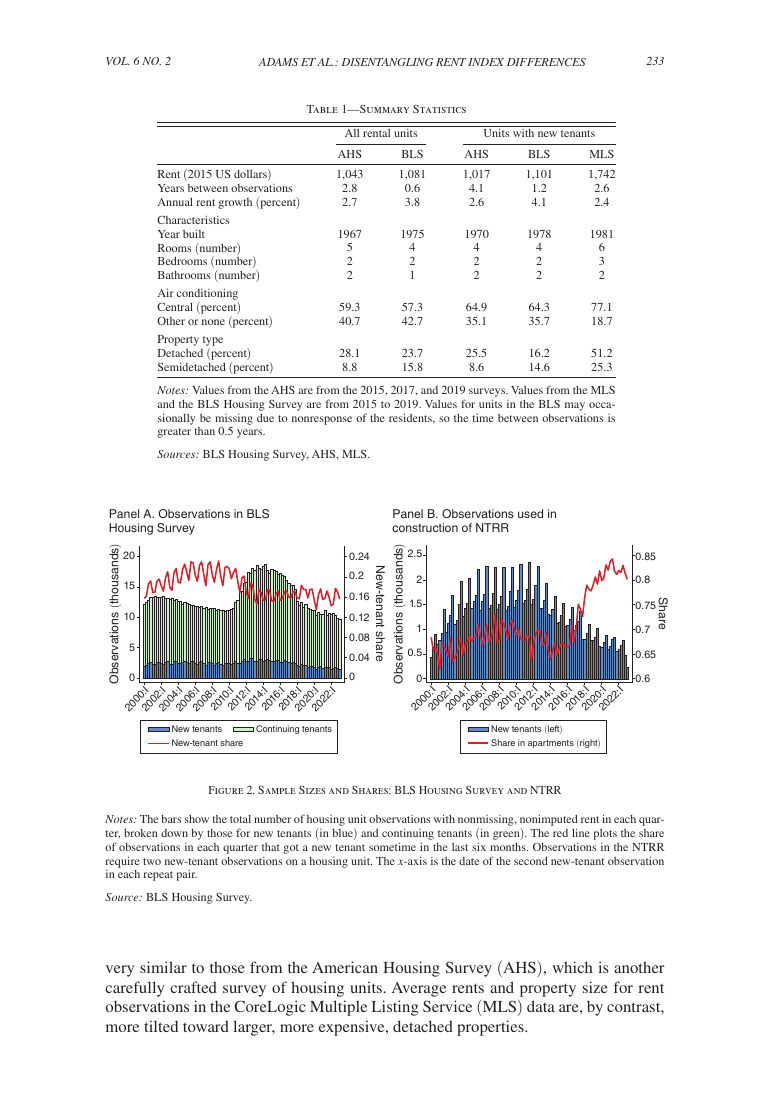 VOL. 6 NO. 2 ADAMS ET AL.: DISENTANGLING RENT INDEX DIFFERENCES 233
TABLE 1—SUMMARY STATISTICS
All rental units Units with new tenants
AHS BLS AHS BLS MLS
Rent (2015 US dollars) 1,043 1,081 1,017 1,101 1,742
Years between observations 2.8 0.6 4.1 1.2 2.6
Annual rent growth (percent) 2.7 3.8 2.6 4.1 2.4
Characteristics
Year built 1967 1975 1970 1978 1981
Rooms (number) 5 4 4 4 6
Bedrooms (number) 2 2 2 2 3
Bathrooms (number) 2 1 2 2 2
Air conditioning
Central (percent) 59.3 57.3 64.9 64.3 77.1
Other or none (percent) 40.7 42.7 35.1 35.7 18.7
Property type
Detached (percent) 28.1 23.7 25.5 16.2 51.2
Semidetached (percent) 8.8 15.8 8.6 14.6 25.3
Notes: Values from the AHS are from the 2015, 2017, and 2019 surveys. Values from the MLS
and the BLS Housing Survey are from 2015 to 2019. Values for units in the BLS may occa-
sionally be missing due to nonresponse of the residents, so the time between observations is
greater than 0.5 years.
Sources: BLS Housing Survey, AHS, MLS.
Panel A. Observations in BLS
Housing Survey
Observations (thousands)
20
15
10
5
0
0.24
0.2
0.16
0.12
0.08
0.04
0
New-tenant share
2000:I 2002:I 2004:I 2006:I 2008:I 2010:I 2012:I 2014:I 2016:I 2018:I 2020:I 2022:I
New tenants Continuing tenants
New-tenant share
Panel B. Observations used in
construction of NTRR
Observations (thousands)
2.5
2
1.5
1
0.5
0
0.85
0.8
0.75
0.7
0.65
0.6
Share
2000:I 2002:I 2004:I 2006:I 2008:I 2010:I 2012:I 2014:I 2016:I 2018:I 2020:I 2022:I
New tenants (left)
Share in apartments (right)
FIGURE 2. SAMPLE SIZES AND SHARES: BLS HOUSING SURVEY AND NTRR
Notes: The bars show the total number of housing unit observations with nonmissing, nonimputed rent in each quar-
ter, broken down by those for new tenants (in blue) and continuing tenants (in green). The red line plots the share
of observations in each quarter that got a new tenant sometime in the last six months. Observations in the NTRR
require two new-tenant observations on a housing unit. The x-axis is the date of the second new-tenant observation
in each repeat pair.
Source: BLS Housing Survey.
very similar to those from the American Housing Survey (AHS), which is another
carefully crafted survey of housing units. Average rents and property size for rent
observations in the CoreLogic Multiple Listing Service (MLS) data are, by contrast,
more tilted toward larger, more expensive, detached properties.